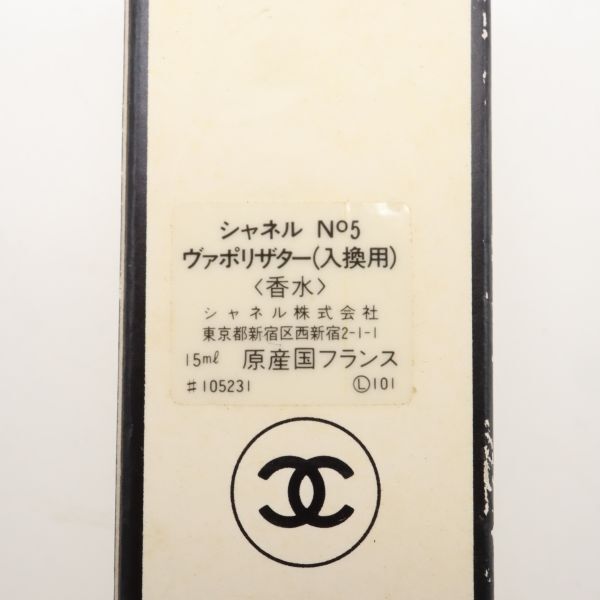 シャネル Nº5
ヴァポリザター(入換用)
〈香水〉
シャネル株式会社
東京都新宿区西新宿2-1-1
15mℓ 原産国フランス
#105231 Ⓛ101